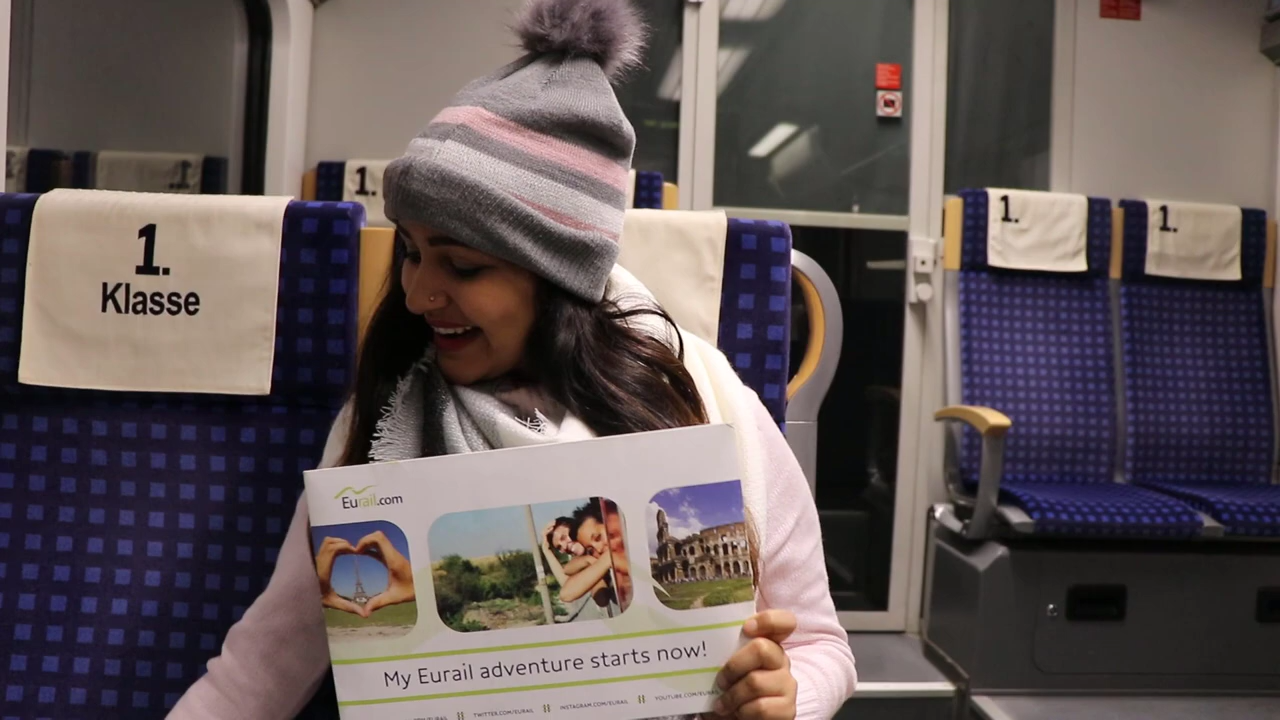 1.
Klasse
1.
1.
1.
Eurail.com
My Eurail adventure starts now!
TWITTER.COM/EURAIL || INSTAGRAM.COM/EURAIL || YOUTUBE.COM/